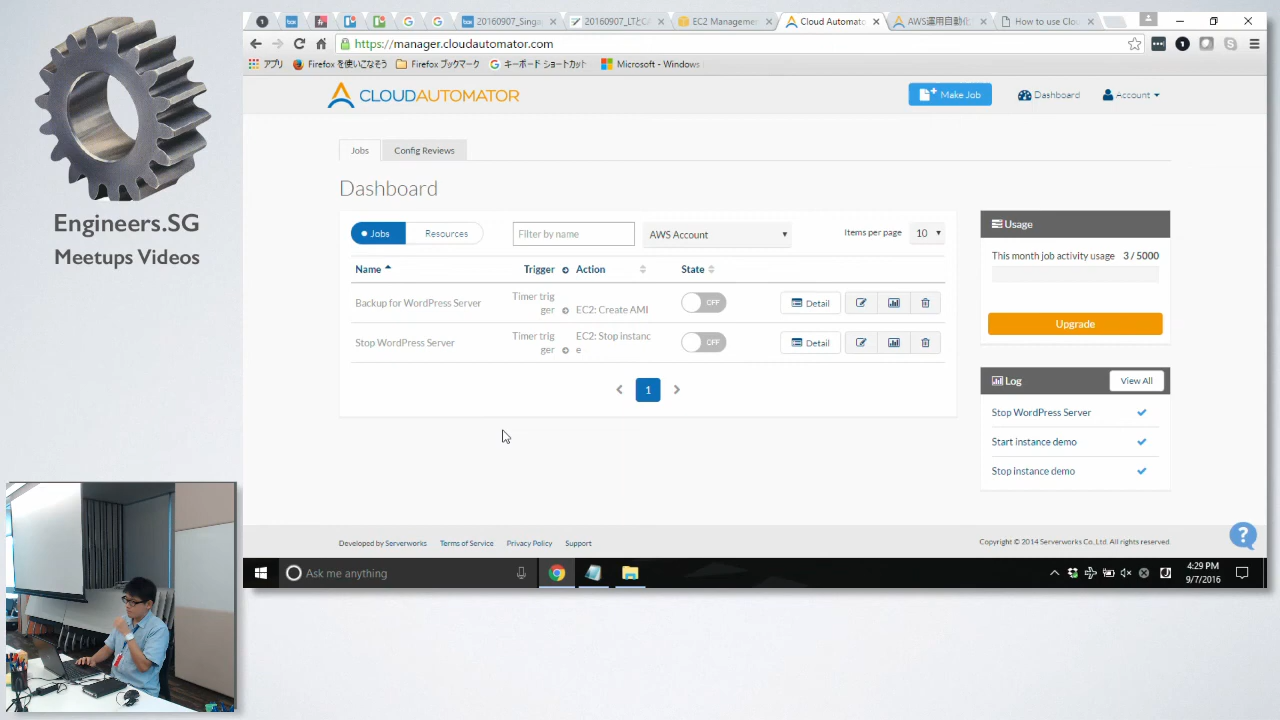 Engineers.SG
Meetups Videos
20160907_Singa
20160907_LTとC
EC2 Managemen
Cloud Automato
AWS運用自動化
How to use Clou
https://manager.cloudautomator.com
アプリ
Firefox を使いこなそう
Firefox ブックマーク
キーボード ショートカット
Microsoft - Windows
CLOUDAUTOMATOR
Make Job
Dashboard
Account
Jobs
Config Reviews
Dashboard
Jobs
Resources
Filter by name
AWS Account
Items per page
10
Name
Trigger
Action
State
Backup for WordPress Server
Timer trig
ger
EC2: Create AMI
OFF
Detail
Stop WordPress Server
Timer trig
ger
EC2: Stop instanc
e
OFF
Detail
1
Usage
This month job activity usage 3 / 5000
Upgrade
Log
View All
Stop WordPress Server
Start instance demo
Stop instance demo
Developed by Serverworks
Terms of Service
Privacy Policy
Support
Copyright © 2014 Serverworks Co.,Ltd. All rights reserved.
?
Ask me anything
4:29 PM
9/7/2016